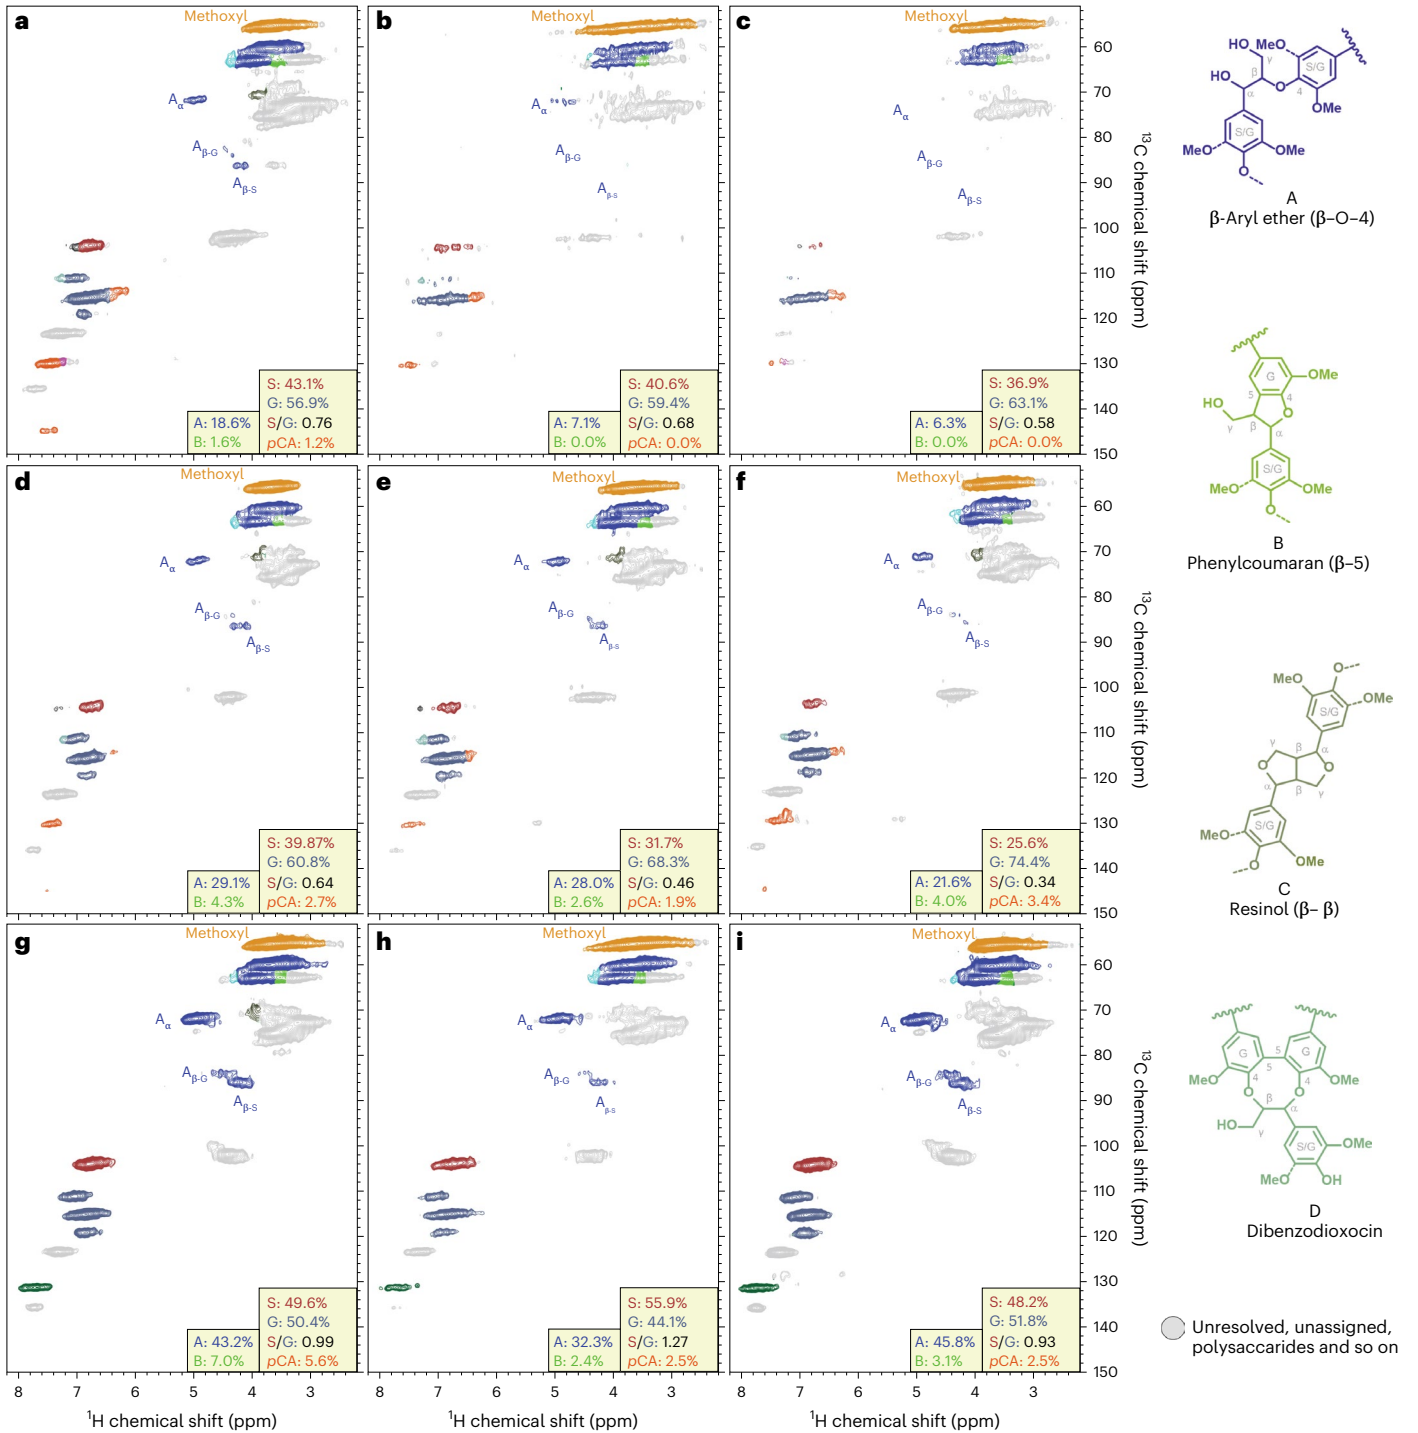 a
Methoxyl
Aα
Aβ-G
Aβ-S
A: 18.6%
B: 1.6%
S: 43.1%
G: 56.9%
S/G: 0.76
pCA: 1.2%
b
Methoxyl
Aα
Aβ-G
Aβ-S
A: 7.1%
B: 0.0%
S: 40.6%
G: 59.4%
S/G: 0.68
pCA: 0.0%
c
Methoxyl
Aα
Aβ-G
Aβ-S
A: 6.3%
B: 0.0%
S: 36.9%
G: 63.1%
S/G: 0.58
pCA: 0.0%
60
70
80
90
100
110
120
130
140
150
13C chemical shift (ppm)
d
Methoxyl
Aα
Aβ-G
Aβ-S
A: 29.1%
B: 4.3%
S: 39.87%
G: 60.8%
S/G: 0.64
pCA: 2.7%
e
Methoxyl
Aα
Aβ-G
Aβ-S
A: 28.0%
B: 2.6%
S: 31.7%
G: 68.3%
S/G: 0.46
pCA: 1.9%
f
Methoxyl
Aα
Aβ-G
Aβ-S
A: 21.6%
B: 4.0%
S: 25.6%
G: 74.4%
S/G: 0.34
pCA: 3.4%
60
70
80
90
100
110
120
130
140
150
13C chemical shift (ppm)
g
Methoxyl
Aα
Aβ-G
Aβ-S
A: 43.2%
B: 7.0%
S: 49.6%
G: 50.4%
S/G: 0.99
pCA: 5.6%
h
Methoxyl
Aα
Aβ-G
Aβ-S
A: 32.3%
B: 2.4%
S: 55.9%
G: 44.1%
S/G: 1.27
pCA: 2.5%
i
Methoxyl
Aα
Aβ-G
Aβ-S
A: 45.8%
B: 3.1%
S: 48.2%
G: 51.8%
S/G: 0.93
pCA: 2.5%
60
70
80
90
100
110
120
130
140
150
13C chemical shift (ppm)
8 7 6 5 4 3
8 7 6 5 4 3
8 7 6 5 4 3
1H chemical shift (ppm)
1H chemical shift (ppm)
1H chemical shift (ppm)
HO
MeO
γ
S/G
β
HO
α
O
4
OMe
S/G
MeO
OMe
O
A
β-Aryl ether (β–O–4)
G
OMe
5
4
HO
O
γ
β
α
S/G
MeO
OMe
O
B
Phenylcoumaran (β–5)
O
MeO
OMe
S/G
γ
β
α
O
O
α
β
γ
S/G
MeO
OMe
O
C
Resinol (β– β)
G
5
G
5
MeO
4
4
OMe
O
O
β
α
HO
γ
S/G
OMe
MeO
OH
D
Dibenzodioxocin
Unresolved, unassigned,
polysaccarides and so on